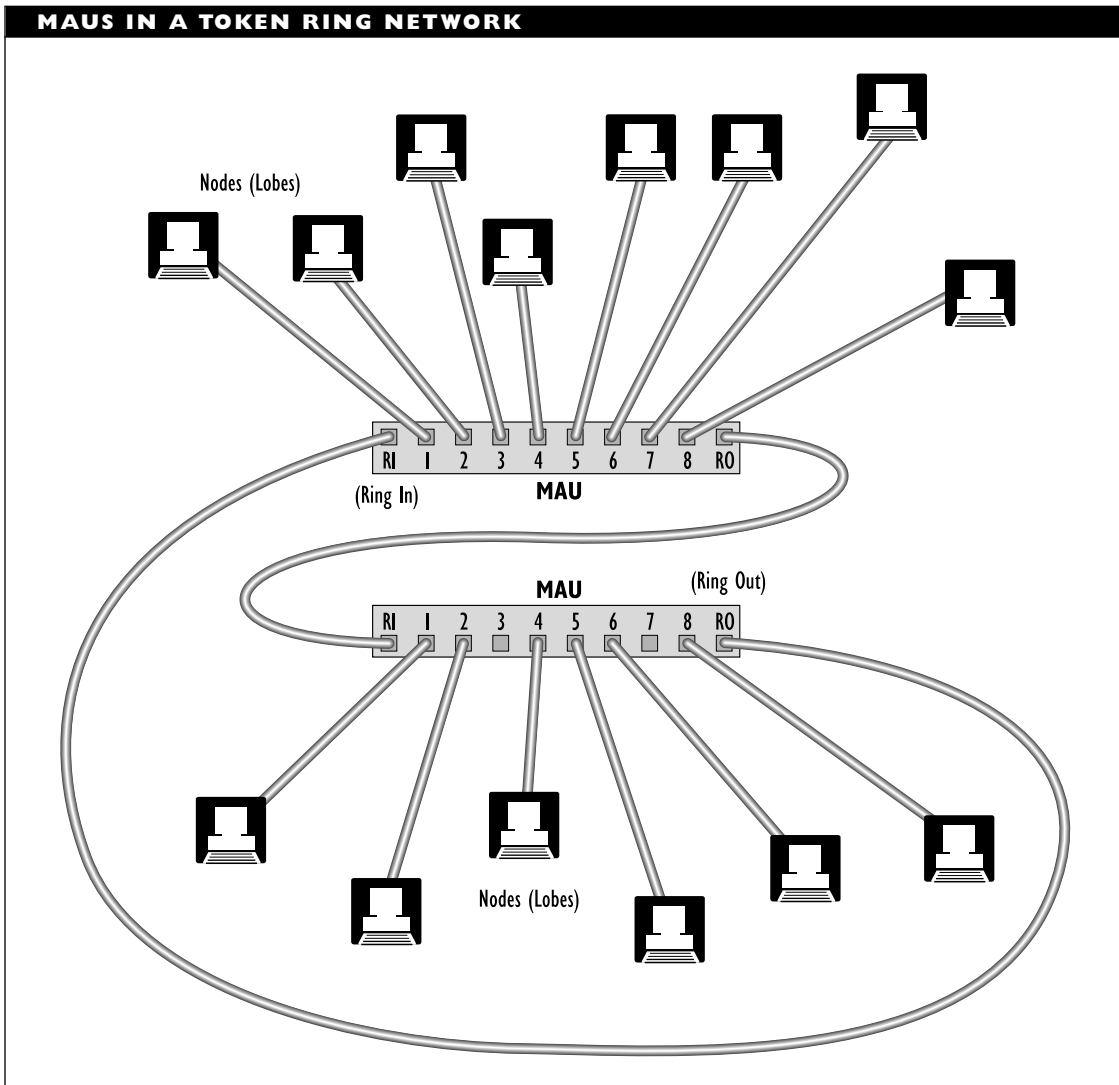 MAUS IN A TOKEN RING NETWORK
Nodes (Lobes)
RI 1 2 3 4 5 6 7 8 RO
(Ring In)
MAU
MAU
(Ring Out)
RI 1 2 3 4 5 6 7 8 RO
Nodes (Lobes)